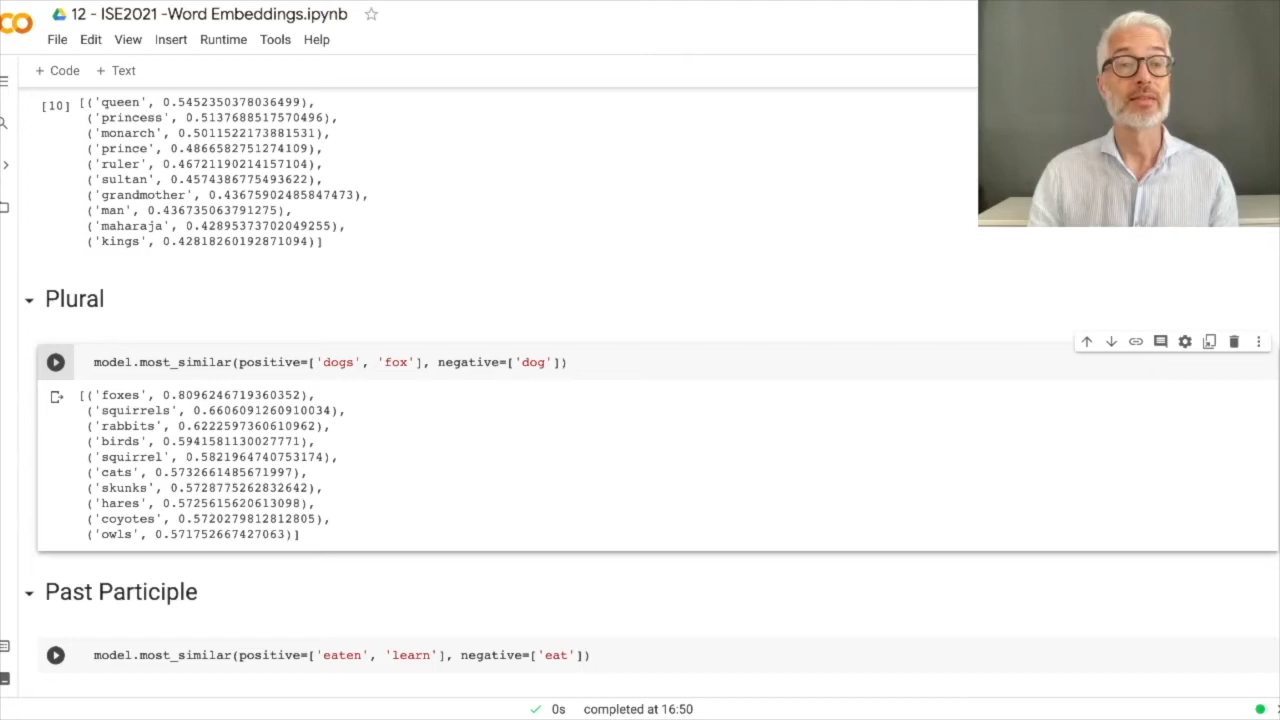 12 - ISE2021 -Word Embeddings.ipynb
File Edit View Insert Runtime Tools Help
+ Code + Text
[10] [('queen', 0.5452350378036499),
('princess', 0.5137688517570496),
('monarch', 0.5011522173881531),
('prince', 0.4866582751274109),
('ruler', 0.46721190214157104),
('sultan', 0.4574386775493622),
('grandmother', 0.43675902485847473),
('man', 0.436735063791275),
('maharaja', 0.42895373702049255),
('kings', 0.42818260192871094)]
Plural
model.most_similar(positive=['dogs', 'fox'], negative=['dog'])
[('foxes', 0.8096246719360352),
('squirrels', 0.6606091260910034),
('rabbits', 0.6222597360610962),
('birds', 0.5941581130027771),
('squirrel', 0.5821964740753174),
('cats', 0.5732661485671997),
('skunks', 0.5728775262832642),
('hares', 0.5725615620613098),
('coyotes', 0.5720279812812805),
('owls', 0.571752667427063)]
Past Participle
model.most_similar(positive=['eaten', 'learn'], negative=['eat'])
0s completed at 16:50